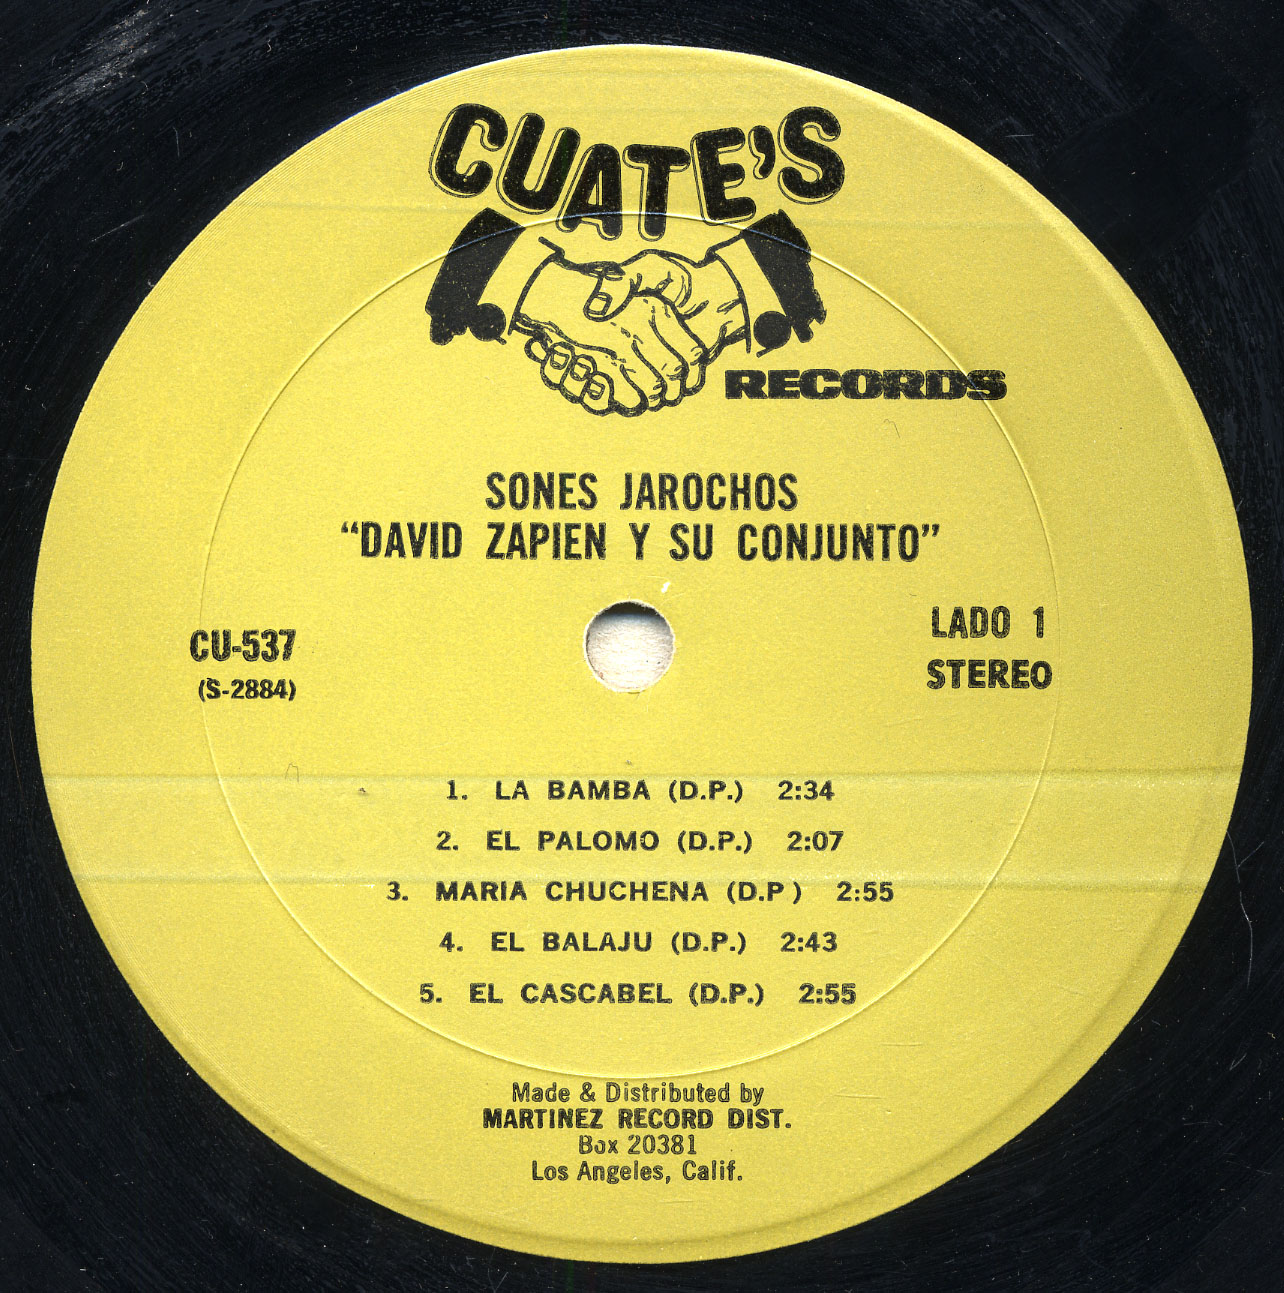 CUATE'S
RECORDS
SONES JAROCHOS
"DAVID ZAPIEN Y SU CONJUNTO"
CU-537
(S-2884)
LADO 1
STEREO
1. LA BAMBA (D.P.) 2:34
2. EL PALOMO (D.P.) 2:07
3. MARIA CHUCHENA (D.P ) 2:55
4. EL BALAJU (D.P.) 2:43
5. EL CASCABEL (D.P.) 2:55
Made & Distributed by
MARTINEZ RECORD DIST.
Box 20381
Los Angeles, Calif.